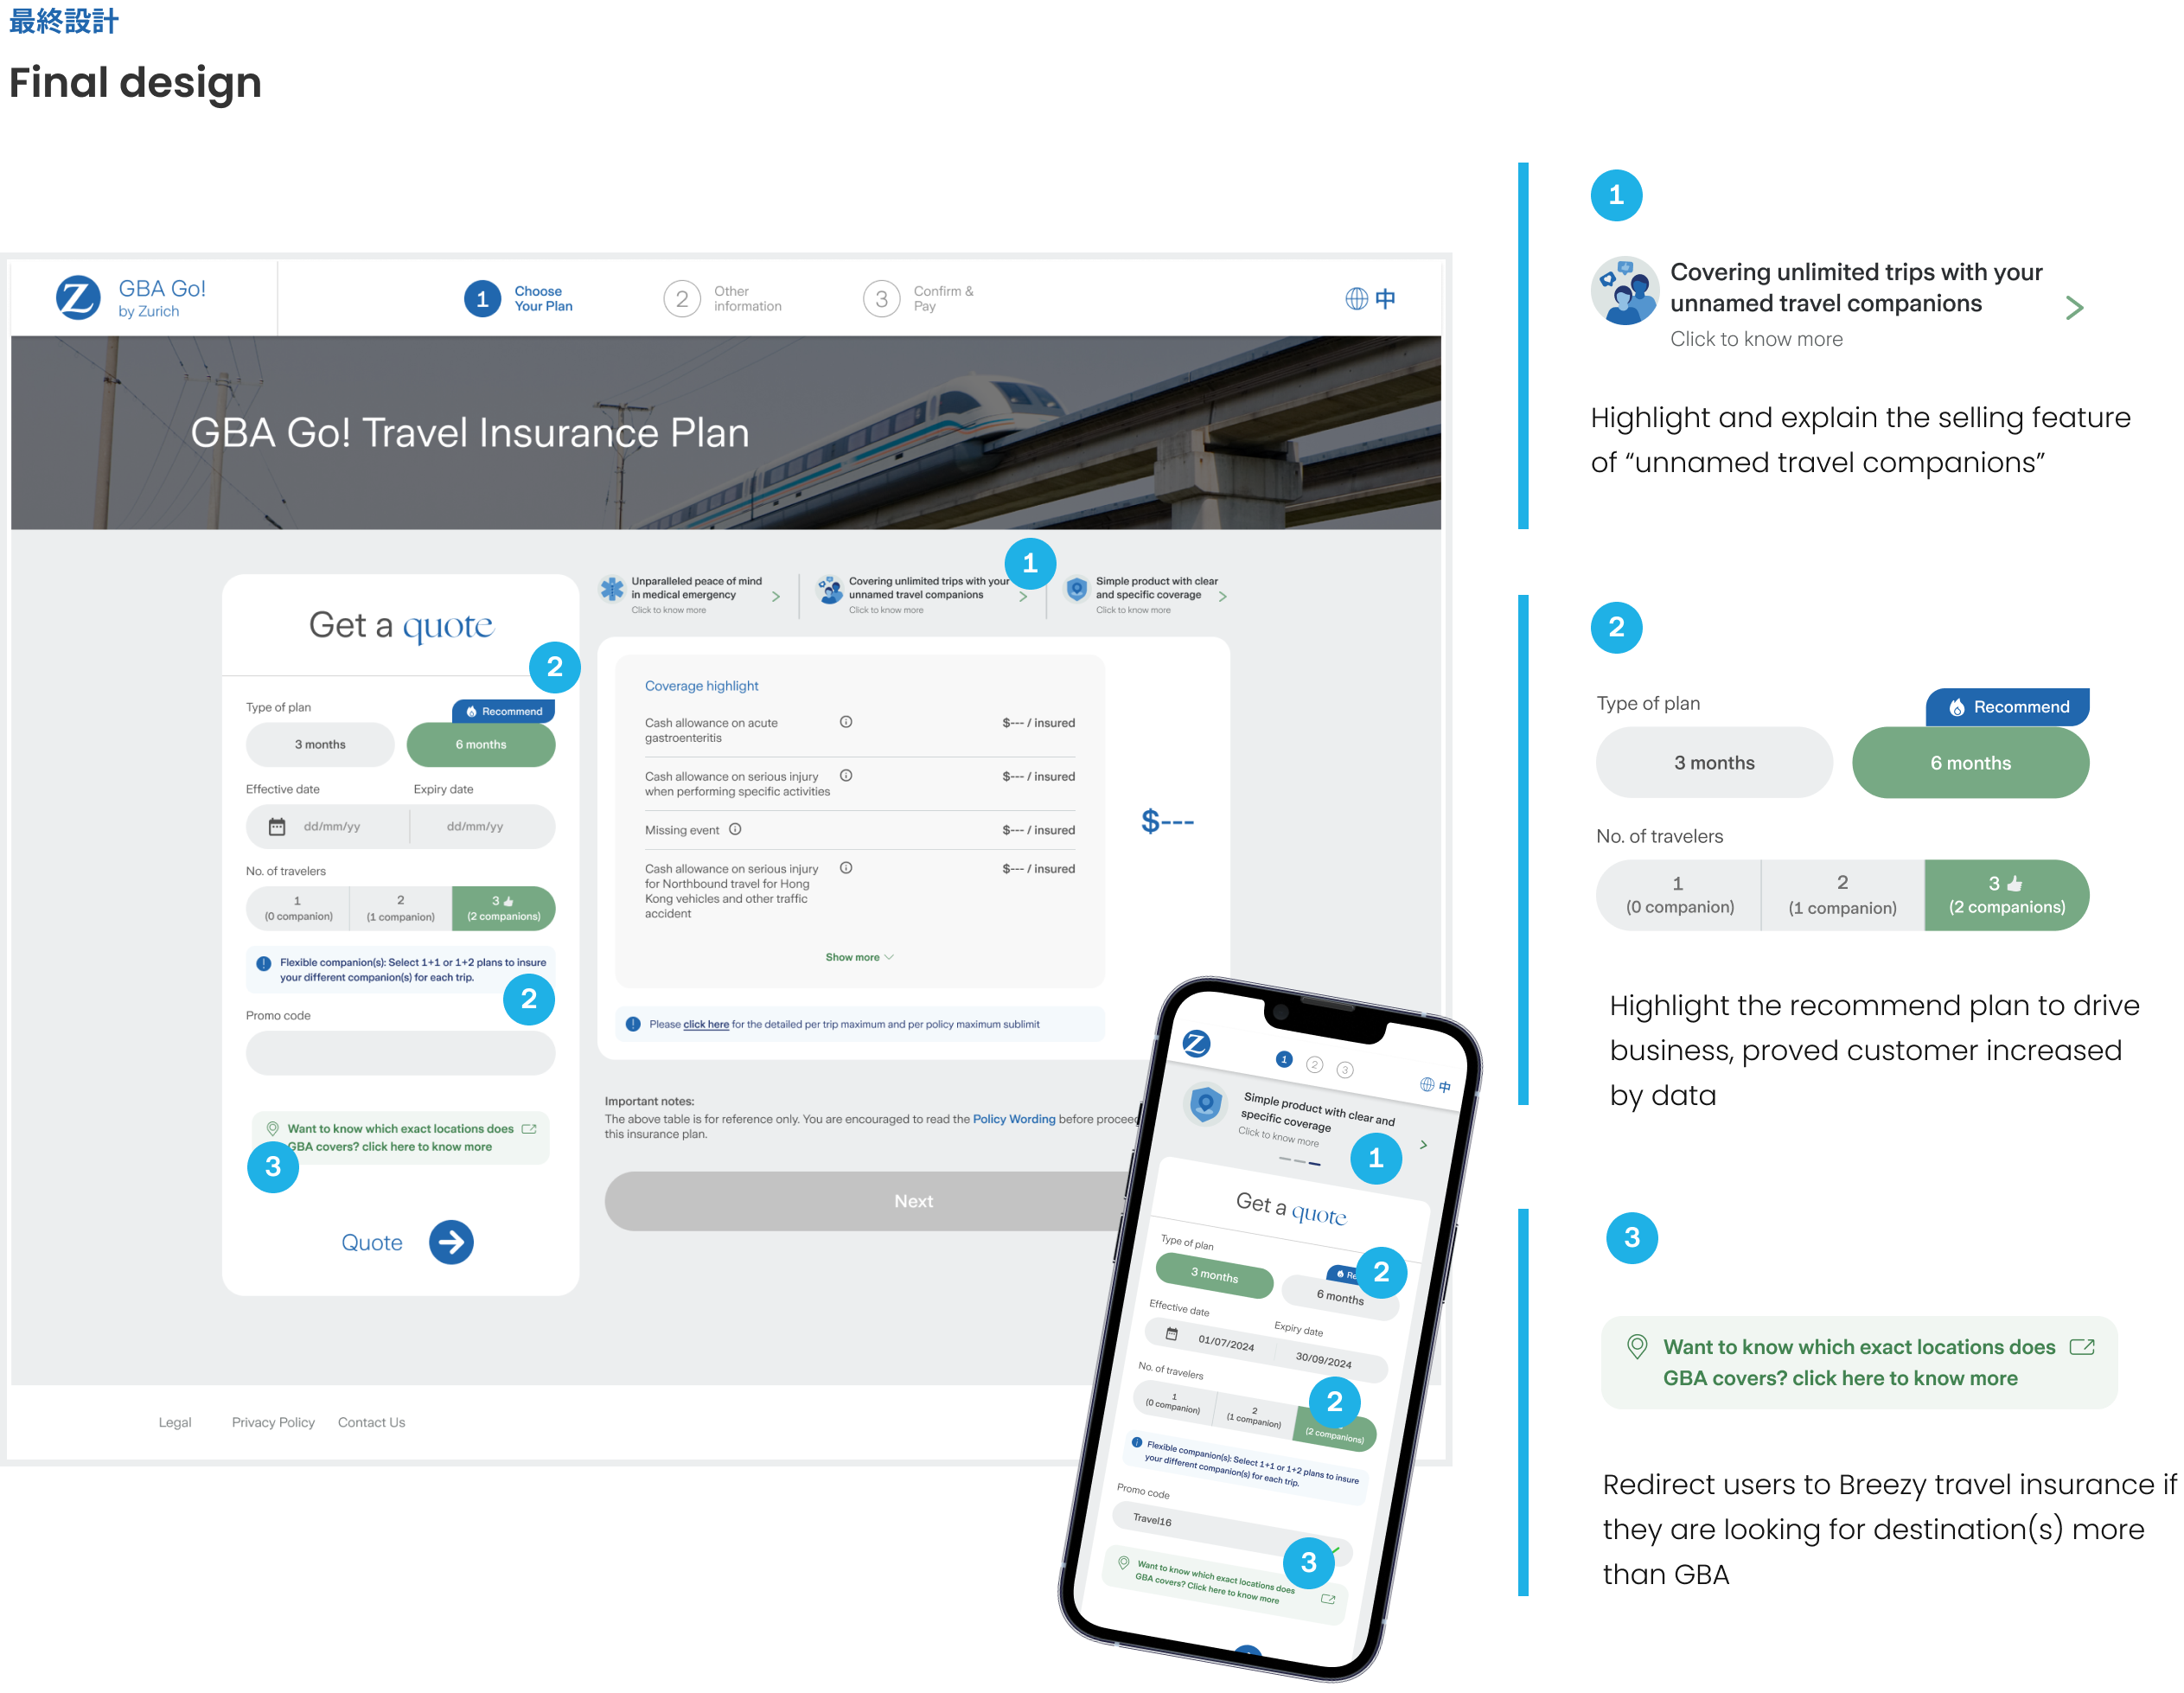 最終設計
Final design
GBA Go!
by Zurich
1
Choose
Your Plan
2
Other
information
3
Confirm &
Pay
中
GBA Go! Travel Insurance Plan
Get a quote
2
Type of plan
Recommend
3 months
6 months
Effective date
Expiry date
dd/mm/yy
dd/mm/yy
No. of travelers
1
(0 companion)
2
(1 companion)
3
(2 companions)
Flexible companion(s): Select 1+1 or 1+2 plans to insure
your different companion(s) for each trip.
2
Promo code
Want to know which exact locations does
GBA covers? click here to know more
3
Quote
Unparalleled peace of mind
in medical emergency
Click to know more
Covering unlimited trips with your
unnamed travel companions
Click to know more
1
Simple product with clear
and specific coverage
Click to know more
Coverage highlight
Cash allowance on acute
gastroenteritis
$--- / insured
Cash allowance on serious injury
when performing specific activities
$--- / insured
Missing event
$--- / insured
Cash allowance on serious injury
for Northbound travel for Hong
Kong vehicles and other traffic
accident
$--- / insured
Show more
$---
Please click here for the detailed per trip maximum and per policy maximum sublimit
Important notes:
The above table is for reference only. You are encouraged to read the Policy Wording before
this insurance plan.
Next
Legal
Privacy Policy
Contact Us
Z
1
2
3
中
Simple product with clear and
specific coverage
Click to know more
1
Get a quote
Type of plan
2
3 months
6 months
Effective date
Expiry date
01/07/2024
30/09/2024
No. of travelers
2
1
(0 companion)
2
(1 companion)
(2 companions)
Flexible companion(s): Select 1+1 or 1+2 plans to insure
your different companion(s) for each trip.
Promo code
Travel16
3
Want to know which exact locations does
GBA covers? Click here to know more
1
Covering unlimited trips with your
unnamed travel companions
Click to know more
Highlight and explain the selling feature
of “unnamed travel companions”
2
Type of plan
Recommend
3 months
6 months
No. of travelers
1
(0 companion)
2
(1 companion)
3
(2 companions)
Highlight the recommend plan to drive
business, proved customer increased
by data
3
Want to know which exact locations does
GBA covers? click here to know more
Redirect users to Breezy travel insurance if
they are looking for destination(s) more
than GBA